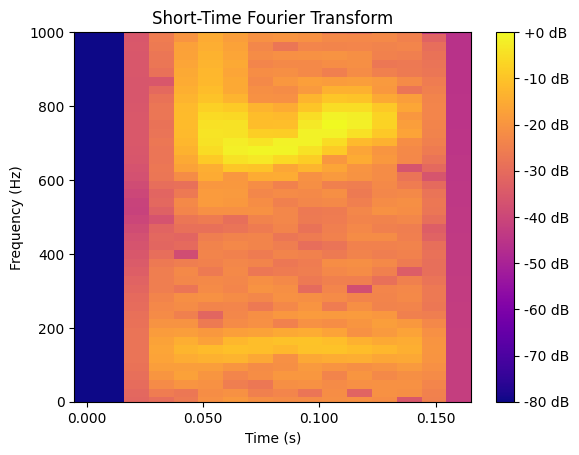 Short-Time Fourier Transform
1000
800
600
400
200
0
Frequency (Hz)
0.000
0.050
0.100
0.150
Time (s)
+0 dB
-10 dB
-20 dB
-30 dB
-40 dB
-50 dB
-60 dB
-70 dB
-80 dB